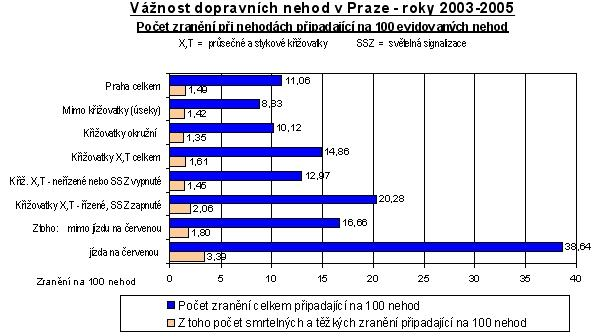 Vážnost dopravních nehod v Praze - roky 2003-2005
Počet zranění při nehodách připadající na 100 evidovaných nehod
X,T = průsečné a stykové křižovatky SSZ = světelná signalizace
Praha celkem 11,06 1,49
Mimo křižovatky (úseky) 8,83 1,42
Křižovatky okružní 10,12 1,35
Křižovatky X,T celkem 14,86 1,61
Křiž. X,T - neřízené nebo SSZ vypnuté 12,97 1,45
Křižovatky X,T - řízené, SSZ zapnuté 20,28 2,06
Z toho: mimo jízdu na červenou 16,66 1,80
jízda na červenou 38,64 3,39
Zranění na 100 nehod 0 5 10 15 20 25 30 35 40
Počet zranění celkem připadající na 100 nehod
Z toho počet smrtelných a těžkých zranění připadající na 100 nehod